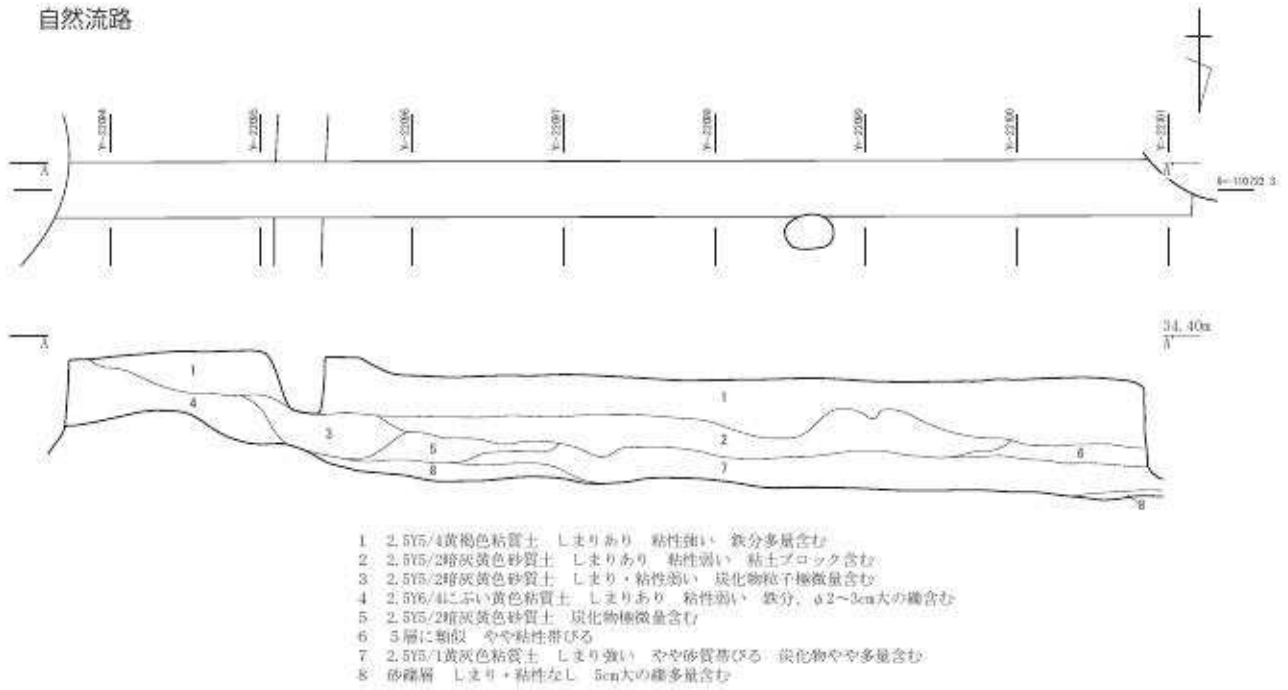 自然流路
Y=-22094
Y=-22095
Y=-22096
Y=-22097
Y=-22098
Y=-22099
Y=-22100
Y=-22101
A
A'
A
34.40m
A'
1
4
3
5
8
1
2
7
6
8
1 2.5Y5/4黄褐色粘質土 しまりあり 粘性強い 鉄分多量含む
2 2.5Y5/2暗灰黄色砂質土 しまりあり 粘性弱い 粘土ブロック含む
3 2.5Y5/2暗灰黄色砂質土 しまり・粘性弱い 炭化物粒子極微量含む
4 2.5Y6/4にぶい黄色粘質土 しまりあり 粘性弱い 鉄分、φ2～3cm大の礫含む
5 2.5Y5/2暗灰黄色砂質土 炭化物極微量含む
6 5層に類似 やや粘性帯びる
7 2.5Y5/1黄灰色粘質土 しまり強い やや砂質帯びる 炭化物やや多量含む
8 砂礫層 しまり・粘性なし 5cm大の礫多量含む